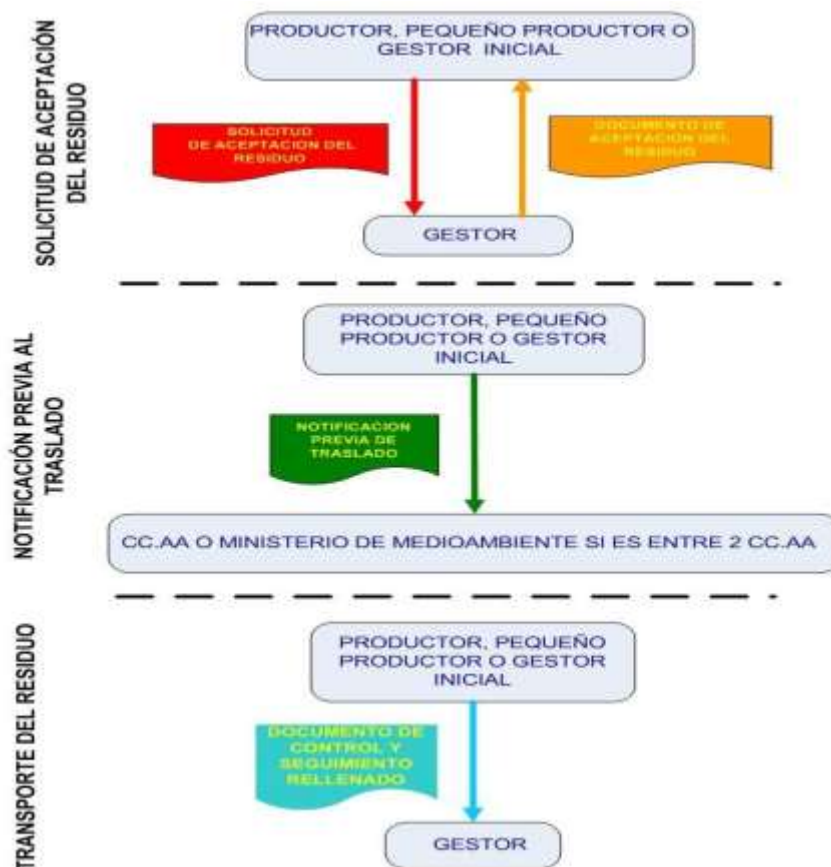 SOLICITUD DE ACEPTACIÓN
DEL RESIDUO
PRODUCTOR, PEQUEÑO PRODUCTOR O
GESTOR INICIAL
SOLICITUD
DE ACEPTACION DEL
RESIDUO
DOCUMENTO DE
ACEPTACION DEL
RESIDUO
GESTOR
NOTIFICACIÓN PREVIA AL
TRASLADO
PRODUCTOR, PEQUEÑO
PRODUCTOR O GESTOR
INICIAL
NOTIFICACION
PREVIA DE
TRASLADO
CC.AA O MINISTERIO DE MEDIOAMBIENTE SI ES ENTRE 2 CC.AA
TRANSPORTE DEL RESIDUO
PRODUCTOR, PEQUEÑO
PRODUCTOR O GESTOR
INICIAL
DOCUMENTO DE
CONTROL Y
SEGUIMIENTO
RELLENADO
GESTOR